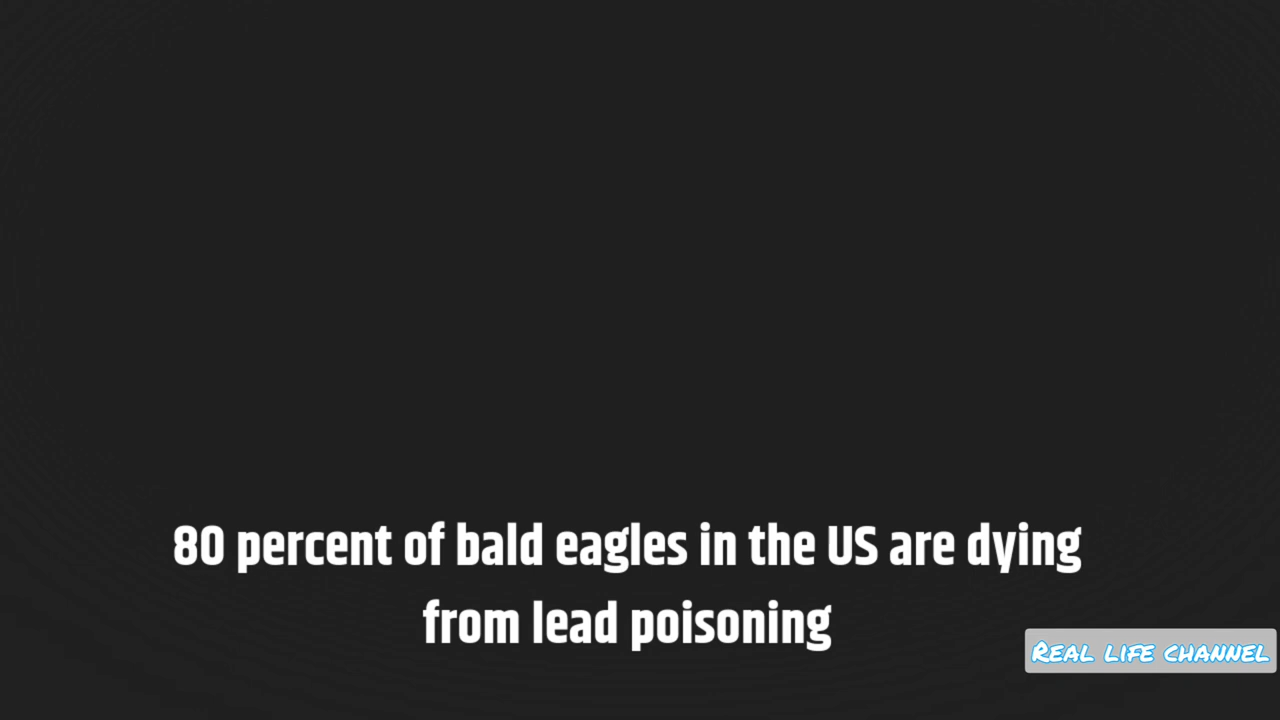 80 percent of bald eagles in the US are dying
from lead poisoning
Real life channel